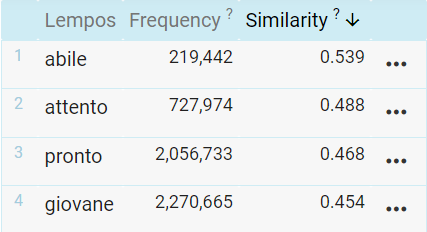 Lempos Frequency ? Similarity ? ↓
1 abile 219,442 0.539 •••
2 attento 727,974 0.488 •••
3 pronto 2,056,733 0.468 •••
4 giovane 2,270,665 0.454 •••